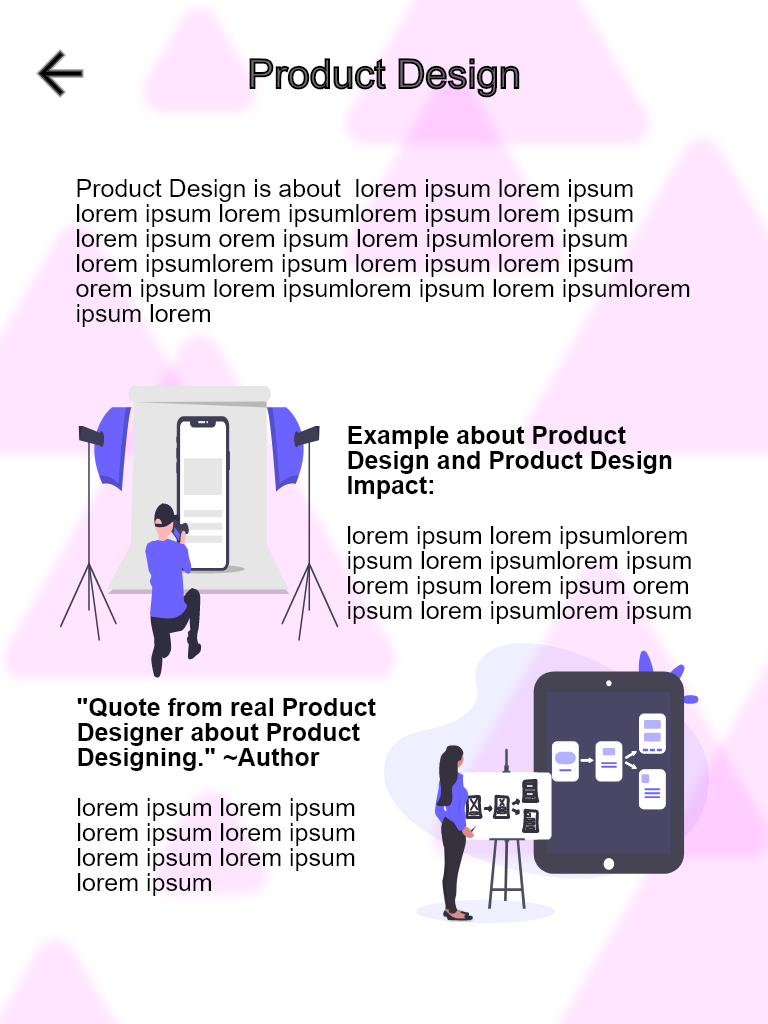 Product Design
Product Design is about  lorem ipsum lorem ipsum
lorem ipsum lorem ipsumlorem ipsum lorem ipsum
lorem ipsum orem ipsum lorem ipsumlorem ipsum
lorem ipsumlorem ipsum lorem ipsum lorem ipsum
orem ipsum lorem ipsumlorem ipsum lorem ipsumlorem
ipsum lorem
Example about Product
Design and Product Design
Impact:
lorem ipsum lorem ipsumlorem
ipsum lorem ipsumlorem ipsum
lorem ipsum lorem ipsum orem
ipsum lorem ipsumlorem ipsum
"Quote from real Product
Designer about Product
Designing." ~Author
lorem ipsum lorem ipsum
lorem ipsum lorem ipsum
lorem ipsum lorem ipsum
lorem ipsum